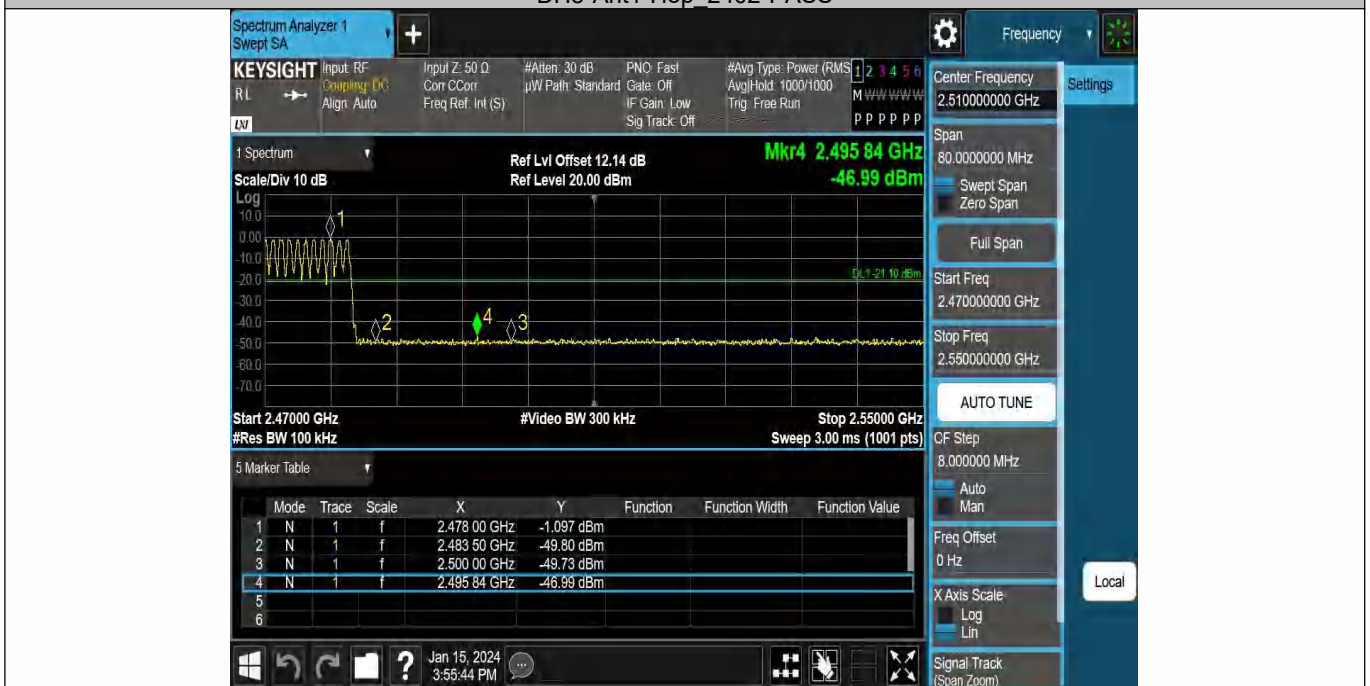 Spectrum Analyzer 1
Swept SA
+
Frequency
KEYSIGHT
RL
LXI
Input: RF
Coupling: DC
Align: Auto
Input Z: 50 Ω
Corr CCorr
Freq Ref: Int (S)
#Atten: 30 dB
µW Path: Standard
PNO: Fast
Gate: Off
IF Gain: Low
Sig Track: Off
#Avg Type: Power (RMS
Avg|Hold: 1000/1000
Trig: Free Run
1 2 3 4 5 6
M W W W W W
P P P P P P
1 Spectrum
Scale/Div 10 dB
Ref Lvl Offset 12.14 dB
Ref Level 20.00 dBm
Mkr4 2.495 84 GHz
-46.99 dBm
Log
10.0
0.00
-10.0
-20.0
-30.0
-40.0
-50.0
-60.0
-70.0
1
2
4
3
DL1 -21.10 dBm
Start 2.47000 GHz
#Video BW 300 kHz
Stop 2.55000 GHz
#Res BW 100 kHz
Sweep 3.00 ms (1001 pts)
5 Marker Table
Mode Trace Scale X Y Function Function Width Function Value
1 N 1 f 2.478 00 GHz -1.097 dBm
2 N 1 f 2.483 50 GHz -49.80 dBm
3 N 1 f 2.500 00 GHz -49.73 dBm
4 N 1 f 2.495 84 GHz -46.99 dBm
5
6
?
Jan 15, 2024
3:55:44 PM
Center Frequency
2.510000000 GHz
Settings
Span
80.0000000 MHz
Swept Span
Zero Span
Full Span
Start Freq
2.470000000 GHz
Stop Freq
2.550000000 GHz
AUTO TUNE
CF Step
8.000000 MHz
Auto
Man
Freq Offset
0 Hz
Local
X Axis Scale
Log
Lin
Signal Track
(Span Zoom)